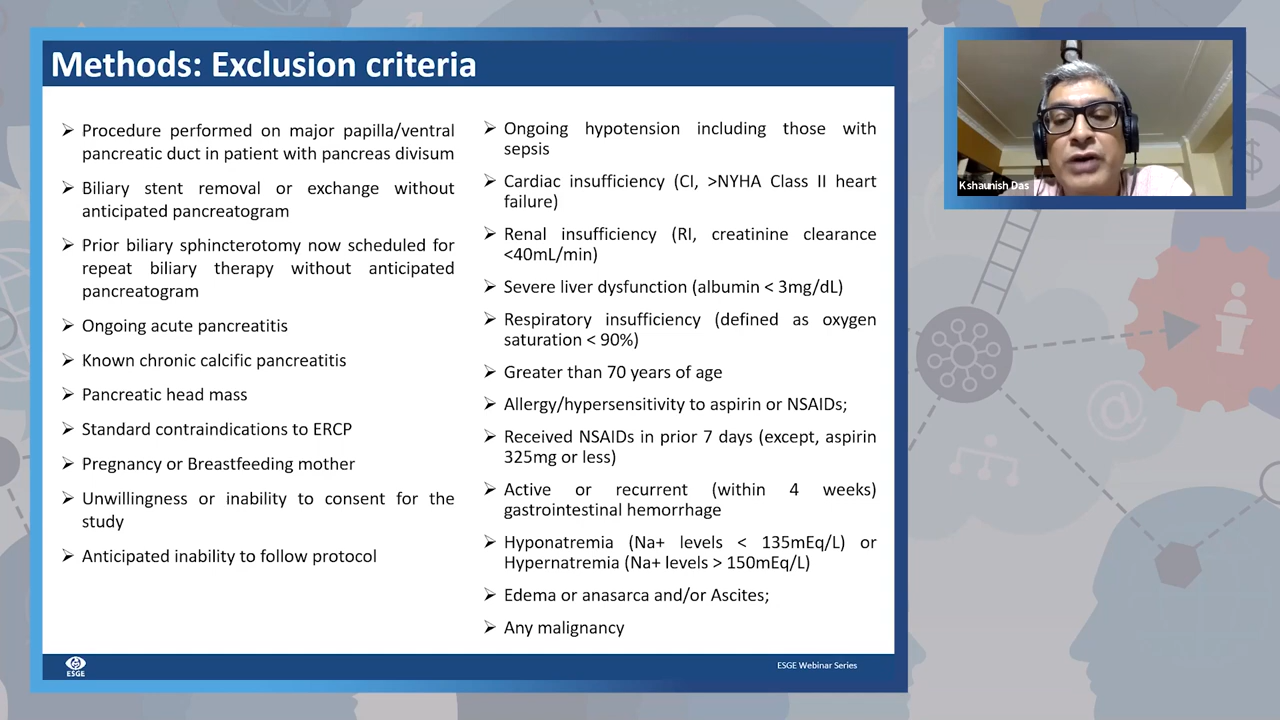 Methods: Exclusion criteria
➢ Procedure performed on major papilla/ventral
pancreatic duct in patient with pancreas divisum
➢ Biliary stent removal or exchange without
anticipated pancreatogram
➢ Prior biliary sphincterotomy now scheduled for
repeat biliary therapy without anticipated
pancreatogram
➢ Ongoing acute pancreatitis
➢ Known chronic calcific pancreatitis
➢ Pancreatic head mass
➢ Standard contraindications to ERCP
➢ Pregnancy or Breastfeeding mother
➢ Unwillingness or inability to consent for the
study
➢ Anticipated inability to follow protocol
➢ Ongoing hypotension including those with
sepsis
➢ Cardiac insufficiency (CI, >NYHA Class II heart
failure)
➢ Renal insufficiency (RI, creatinine clearance
<40mL/min)
➢ Severe liver dysfunction (albumin < 3mg/dL)
➢ Respiratory insufficiency (defined as oxygen
saturation < 90%)
➢ Greater than 70 years of age
➢ Allergy/hypersensitivity to aspirin or NSAIDs;
➢ Received NSAIDs in prior 7 days (except, aspirin
325mg or less)
➢ Active or recurrent (within 4 weeks)
gastrointestinal hemorrhage
➢ Hyponatremia (Na+ levels < 135mEq/L) or
Hypernatremia (Na+ levels > 150mEq/L)
➢ Edema or anasarca and/or Ascites;
➢ Any malignancy
ESGE
ESGE Webinar Series
Kshaunish Das